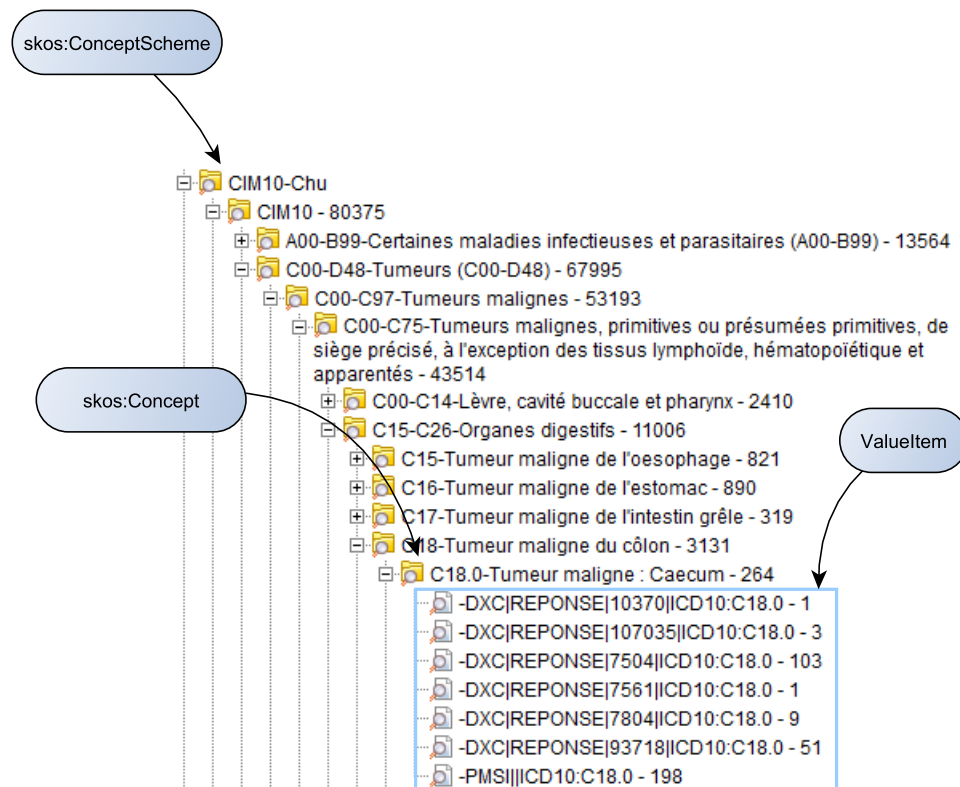 skos:ConceptScheme
CIM10-Chu
CIM10 - 80375
A00-B99-Certaines maladies infectieuses et parasitaires (A00-B99) - 13564
C00-D48-Tumeurs (C00-D48) - 67995
C00-C97-Tumeurs malignes - 53193
C00-C75-Tumeurs malignes, primitives ou présumées primitives, de
siège précisé, à l'exception des tissus lymphoïde, hématopoïétique et
apparentés - 43514
skos:Concept
C00-C14-Lèvre, cavité buccale et pharynx - 2410
C15-C26-Organes digestifs - 11006
ValueItem
C15-Tumeur maligne de l'oesophage - 821
C16-Tumeur maligne de l'estomac - 890
C17-Tumeur maligne de l'intestin grêle - 319
C18-Tumeur maligne du côlon - 3131
C18.0-Tumeur maligne : Caecum - 264
-DXC|REPONSE|10370|ICD10:C18.0 - 1
-DXC|REPONSE|107035|ICD10:C18.0 - 3
-DXC|REPONSE|7504|ICD10:C18.0 - 103
-DXC|REPONSE|7561|ICD10:C18.0 - 1
-DXC|REPONSE|7804|ICD10:C18.0 - 9
-DXC|REPONSE|93718|ICD10:C18.0 - 51
-PMSI|||ICD10:C18.0 - 198